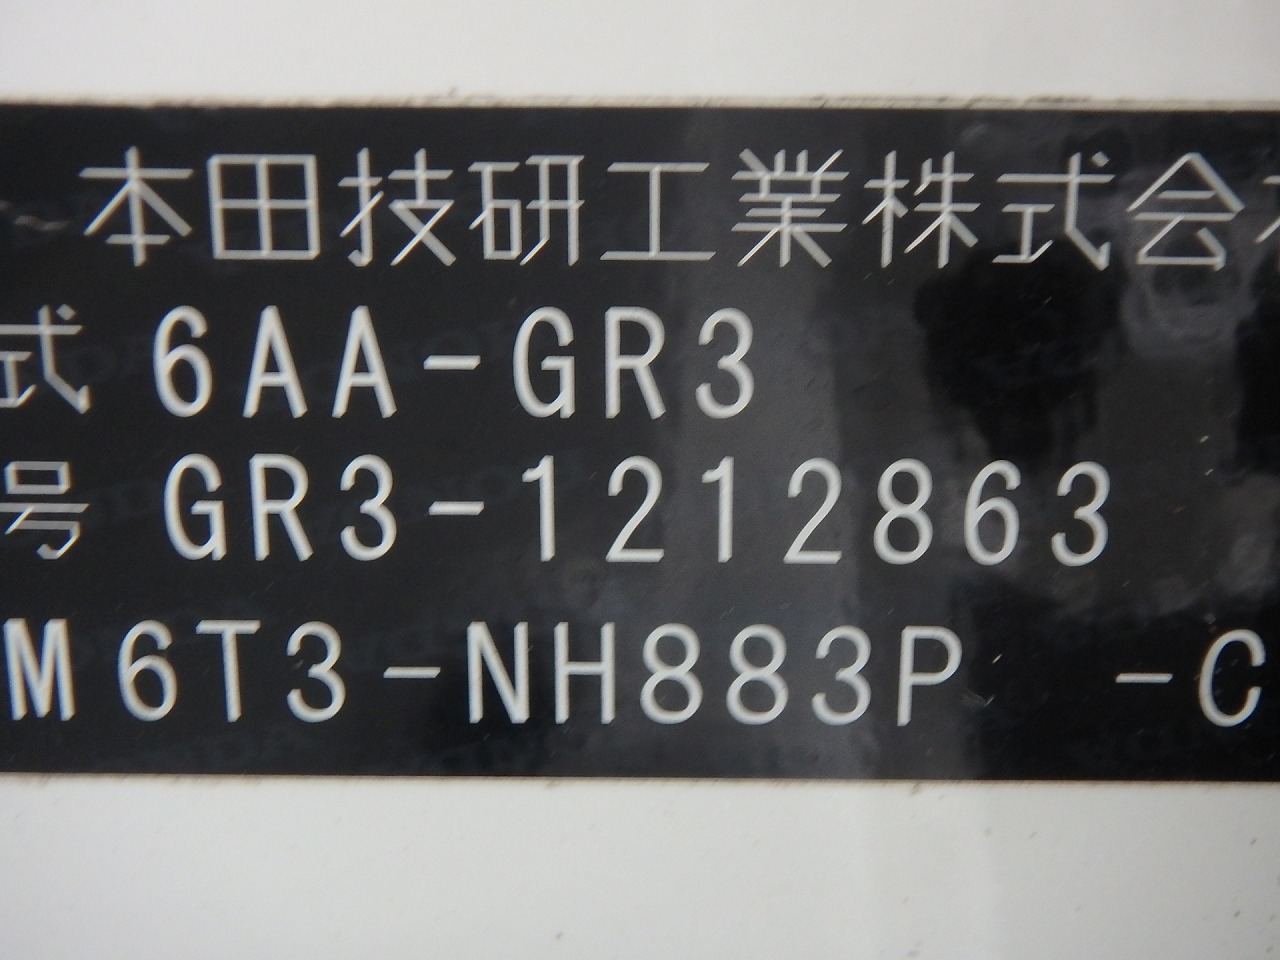 本田技研工業株式会
式 6AA-GR3
号 GR3-1212863
M6T3-NH883P -C